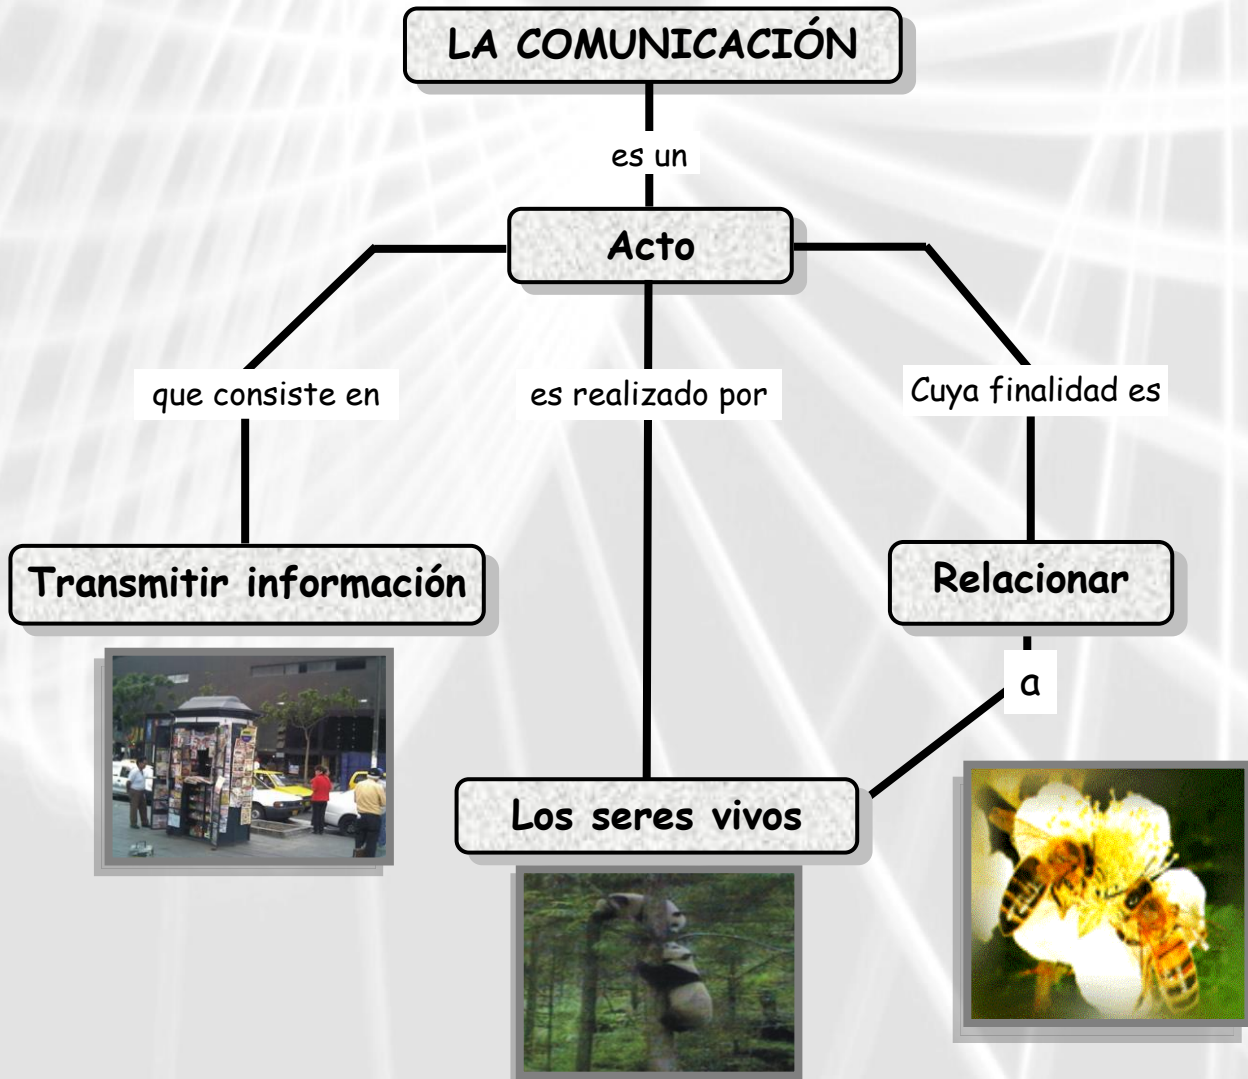 LA COMUNICACIÓN
es un
Acto
que consiste en
es realizado por
Cuya finalidad es
Transmitir información
Relacionar
a
Los seres vivos